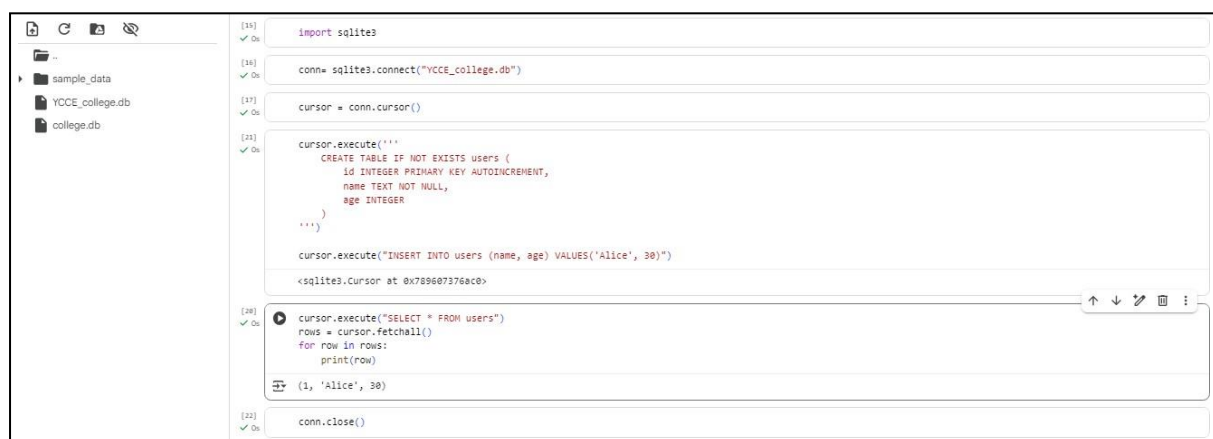 ..
sample_data
YCCE_college.db
college.db
[15]
0s
import sqlite3
[16]
0s
conn= sqlite3.connect("YCCE_college.db")
[17]
0s
cursor = conn.cursor()
[21]
0s
cursor.execute('''
CREATE TABLE IF NOT EXISTS users (
id INTEGER PRIMARY KEY AUTOINCREMENT,
name TEXT NOT NULL,
age INTEGER
)
''')
cursor.execute("INSERT INTO users (name, age) VALUES('Alice', 30)")
<sqlite3.Cursor at 0x789607376ac0>
[20]
0s
cursor.execute("SELECT * FROM users")
rows = cursor.fetchall()
for row in rows:
print(row)
(1, 'Alice', 30)
[22]
0s
conn.close()